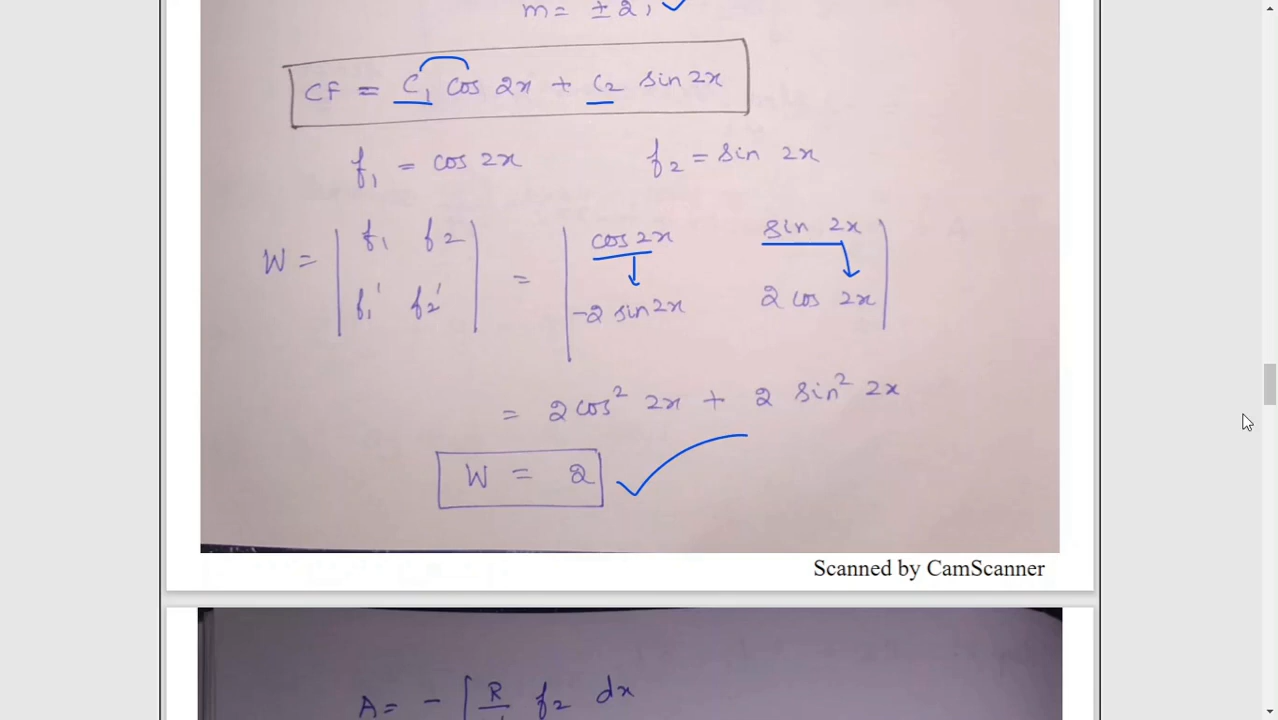 m = ± 2i
CF = C₁ cos 2x + C₂ sin 2x
f₁ = cos 2x f₂ = sin 2x
W = | f₁ f₂ | = | cos 2x sin 2x |
| f₁' f₂' | | -2 sin 2x 2 cos 2x |
= 2 cos² 2x + 2 sin² 2x
W = 2
Scanned by CamScanner
A = - ∫ R f₂ dx